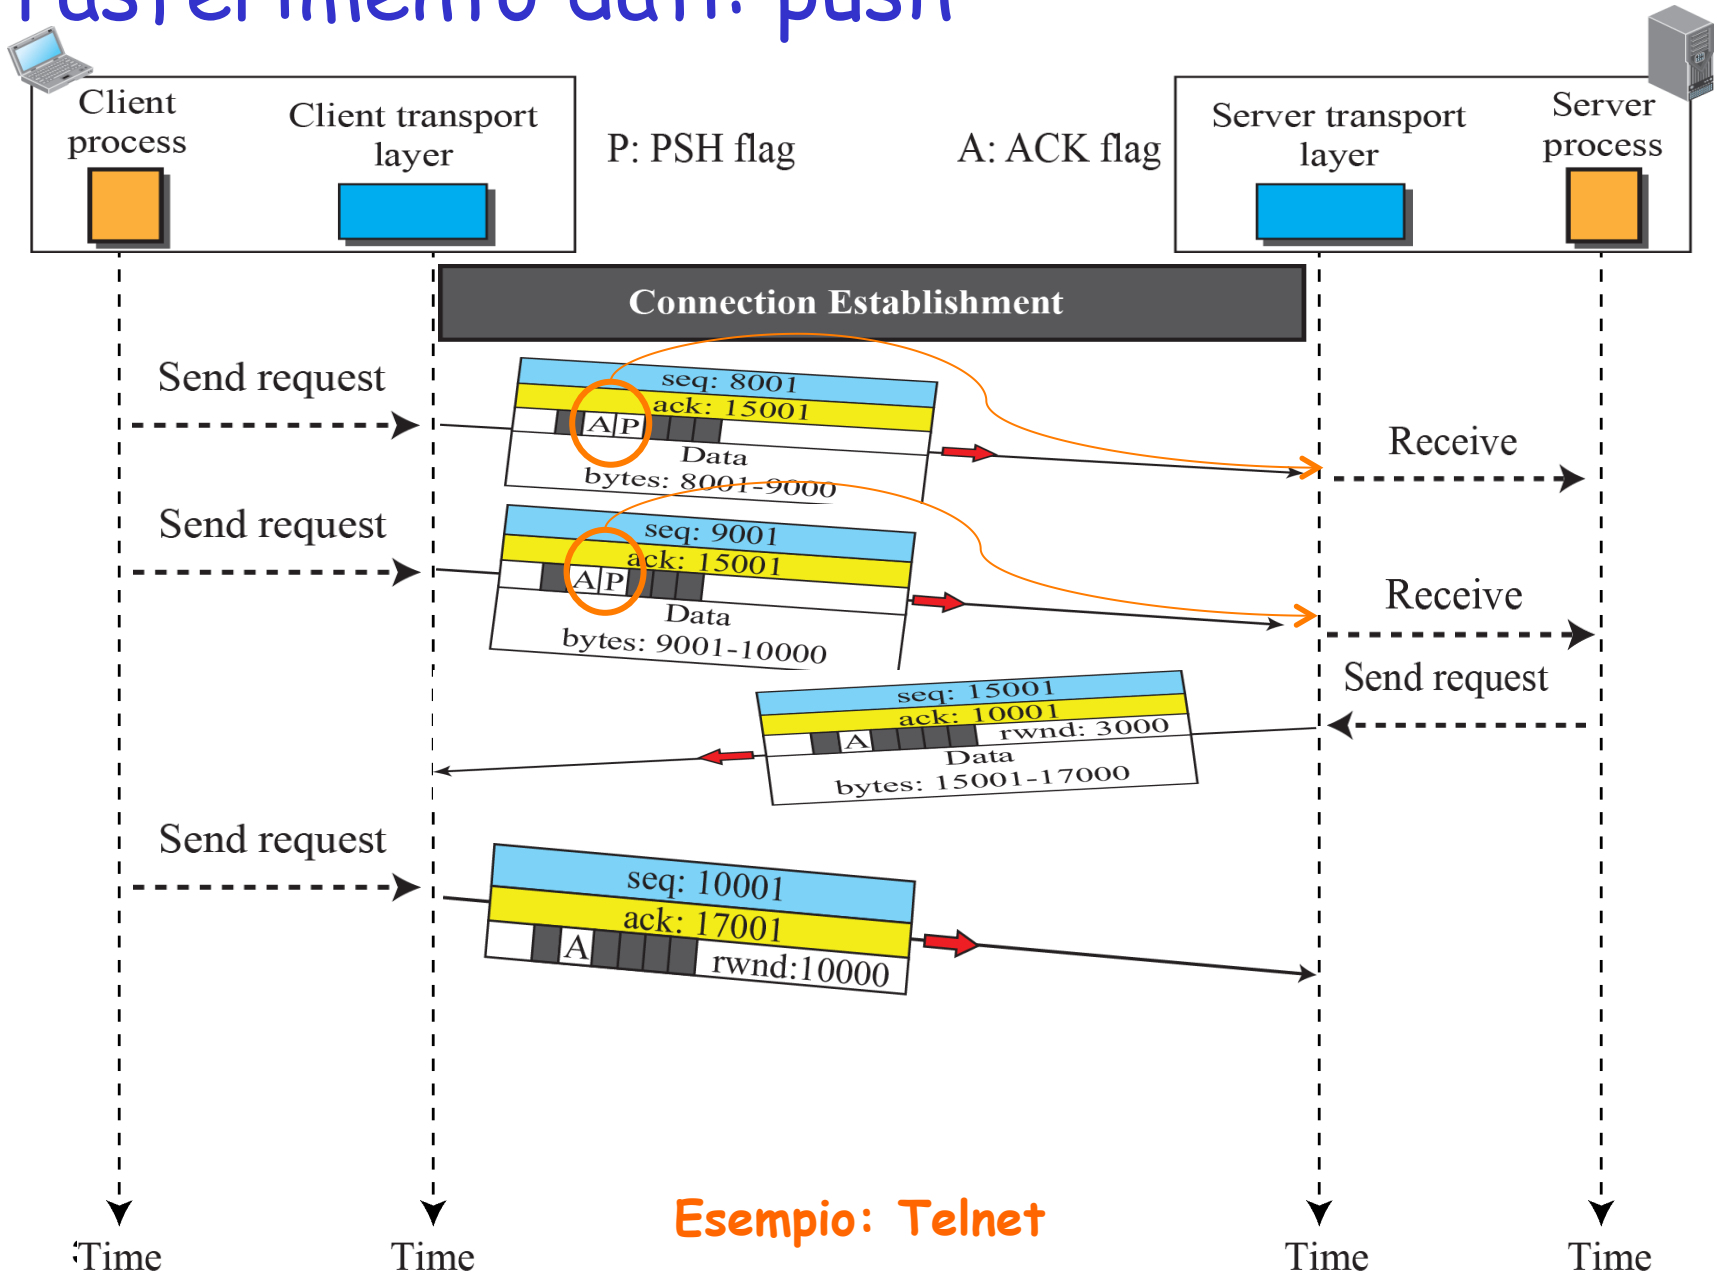 dati: push
Client
process
Client transport
layer
P: PSH flag
A: ACK flag
Server transport
layer
Server
process
Connection Establishment
Send request
seq: 8001
ack: 15001
A P
Data
bytes: 8001-9000
Receive
Send request
seq: 9001
ack: 15001
A P
Data
bytes: 9001-10000
Receive
Send request
seq: 15001
ack: 10001
A
rwnd: 3000
Data
bytes: 15001-17000
Send request
seq: 10001
ack: 17001
A
rwnd:10000
Esempio: Telnet
Time
Time
Time
Time